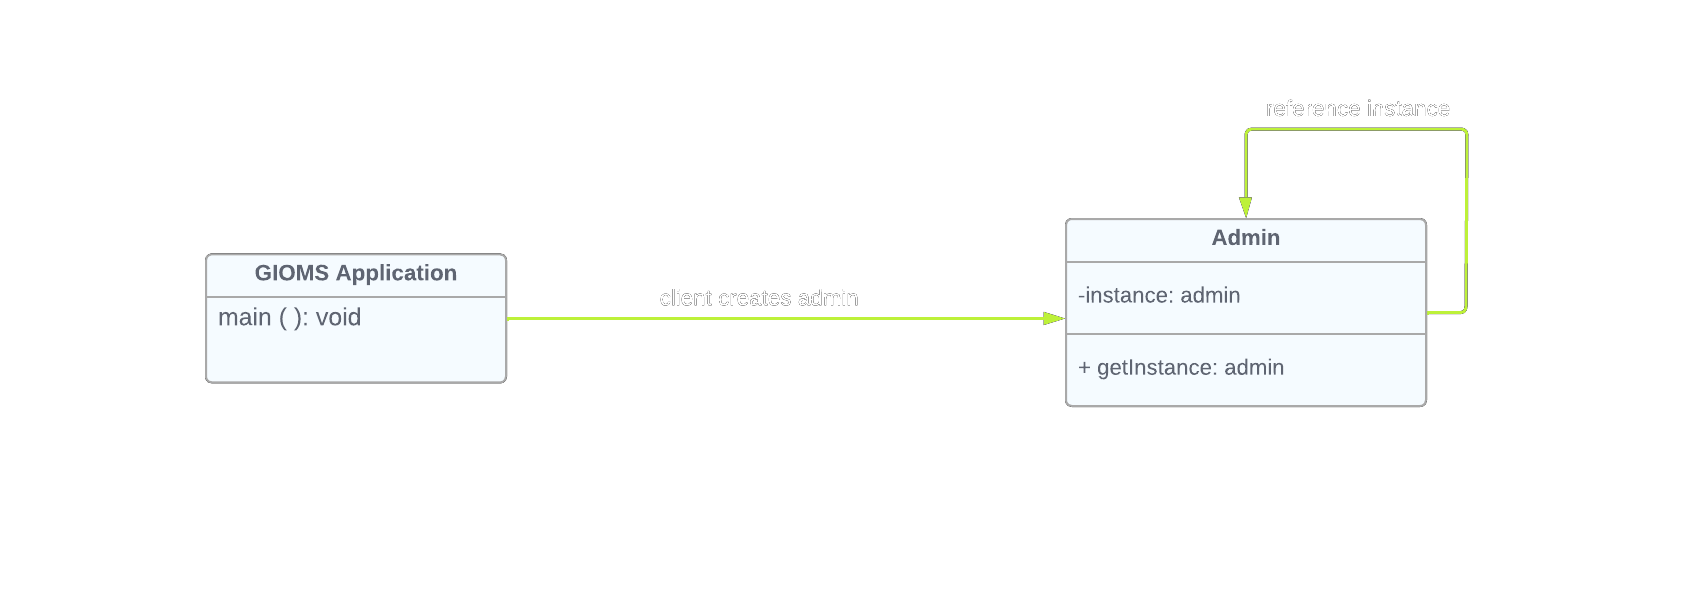 reference instance
Admin
-instance: admin
+ getInstance: admin
client creates admin
GIOMS Application
main ( ): void